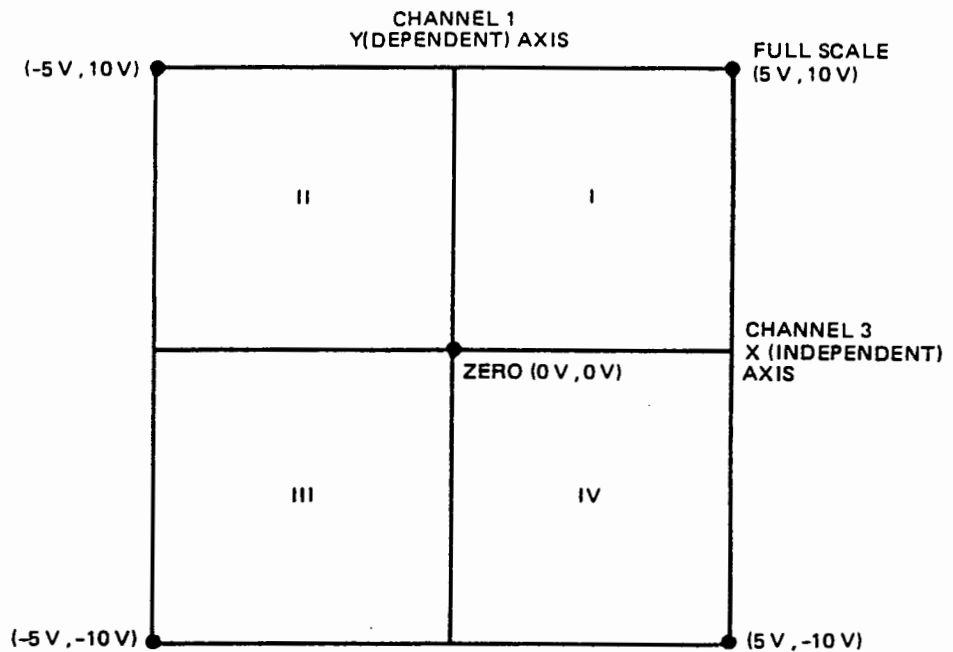 CHANNEL 1
Y(DEPENDENT) AXIS
(-5 V , 10 V)
FULL SCALE
(5 V , 10 V)
II
I
CHANNEL 3
X (INDEPENDENT)
AXIS
ZERO (0 V , 0 V)
III
IV
(-5 V , -10 V)
(5 V , -10 V)